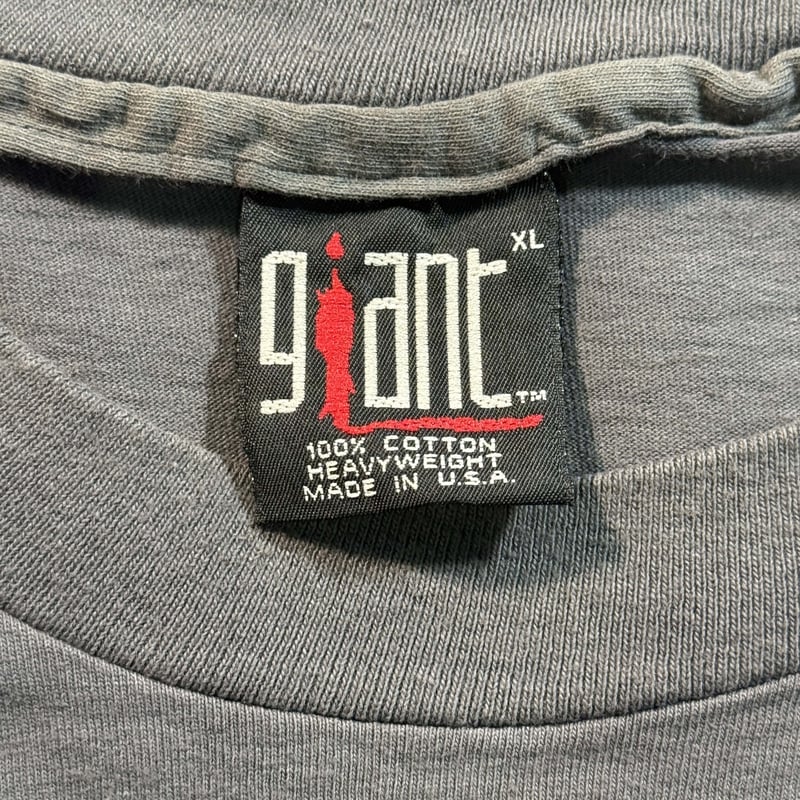 giant XL
TM
100% COTTON
HEAVYWEIGHT
MADE IN U.S.A.